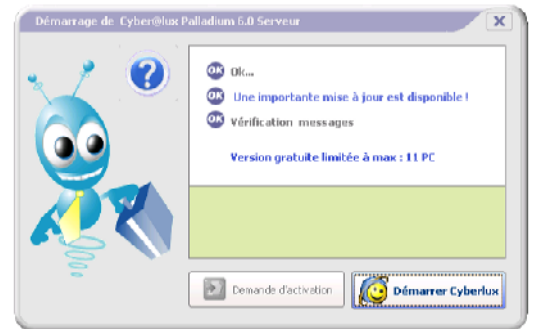 Démarrage de Cyber@lux Palladium 6.0 Serveur
OK Ok...
OK Une importante mise à jour est disponible !
OK Vérification messages
Version gratuite limitée à max : 11 PC
Demande d'activation
Démarrer Cyberlux